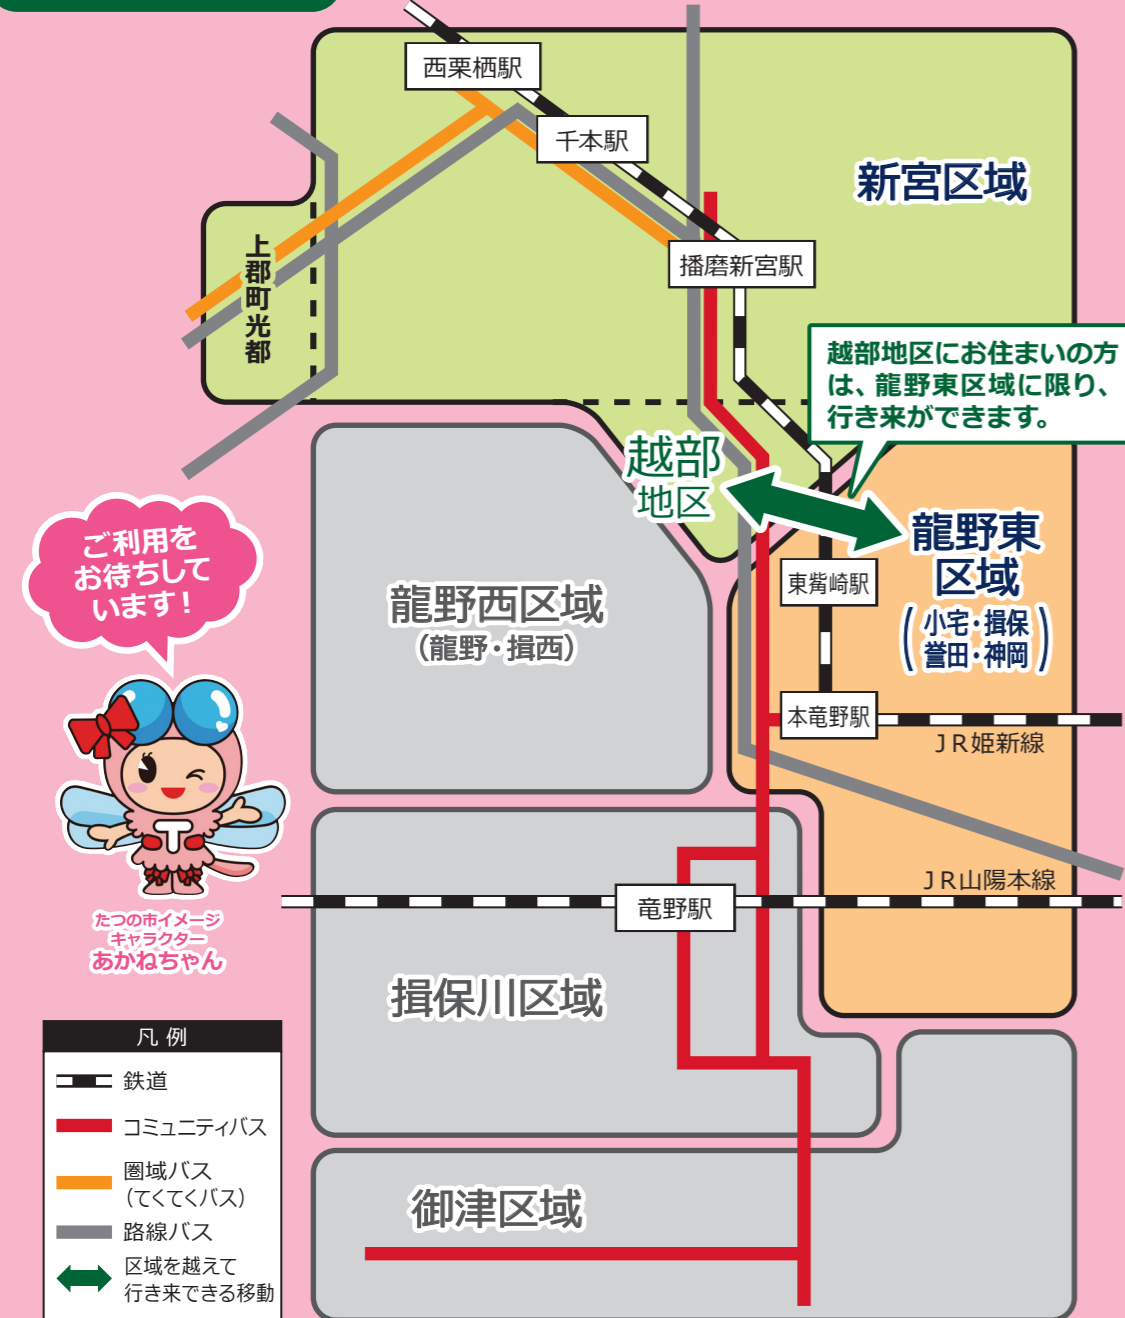 西栗栖駅
千本駅
新宮区域
播磨新宮駅
上郡町光都
越部地区にお住まいの方
は、龍野東区域に限り、
行き来ができます。
越部
地区
龍野東
区域
(小宅・揖保
誉田・神岡)
ご利用を
お待ちして
います!
龍野西区域
(龍野・揖西)
東觜崎駅
本竜野駅
JR姫新線
JR山陽本線
竜野駅
T
たつの市イメージ
キャラクター
あかねちゃん
揖保川区域
御津区域
凡例
鉄道
コミュニティバス
圏域バス
(てくてくバス)
路線バス
区域を越えて
行き来できる移動